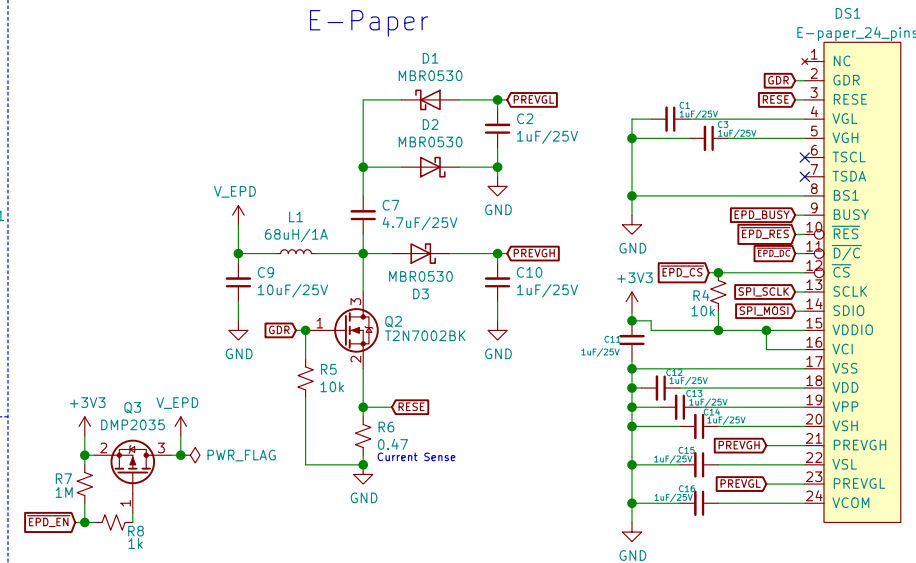 E-Paper
DS1
E-paper_24_pins
D1
MBR0530
PREVGL
C2
1uF/25V
D2
MBR0530
GND
V_EPD
L1
68uH/1A
C7
4.7uF/25V
PREVGH
MBR0530
D3
C9
10uF/25V
C10
1uF/25V
GND
GND
GDR
1
3
2
Q2
T2N7002BK
R5
10k
RESE
R6
0.47
Current Sense
GND
+3V3
Q3
V_EPD
DMP2035
2
3
PWR_FLAG
R7
1M
1
EPD_EN
R8
1k
1
C1
1uF/25V
C3
1uF/25V
GND
+3V3
R4
10k
C11
1uF/25V
C12
1uF/25V
C13
1uF/25V
C14
1uF/25V
C15
1uF/25V
C16
1uF/25V
GND
1 NC
GDR 2 GDR
RESE 3 RESE
4 VGL
5 VGH
6 TSCL
7 TSDA
8 BS1
EPD_BUSY 9 BUSY
EPD_RES 10 RES
EPD_DC 11 D/C
EPD_CS 12 CS
SPI_SCLK 13 SCLK
SPI_MOSI 14 SDIO
15 VDDIO
16 VCI
17 VSS
18 VDD
19 VPP
20 VSH
PREVGH 21 PREVGH
22 VSL
PREVGL 23 PREVGL
24 VCOM